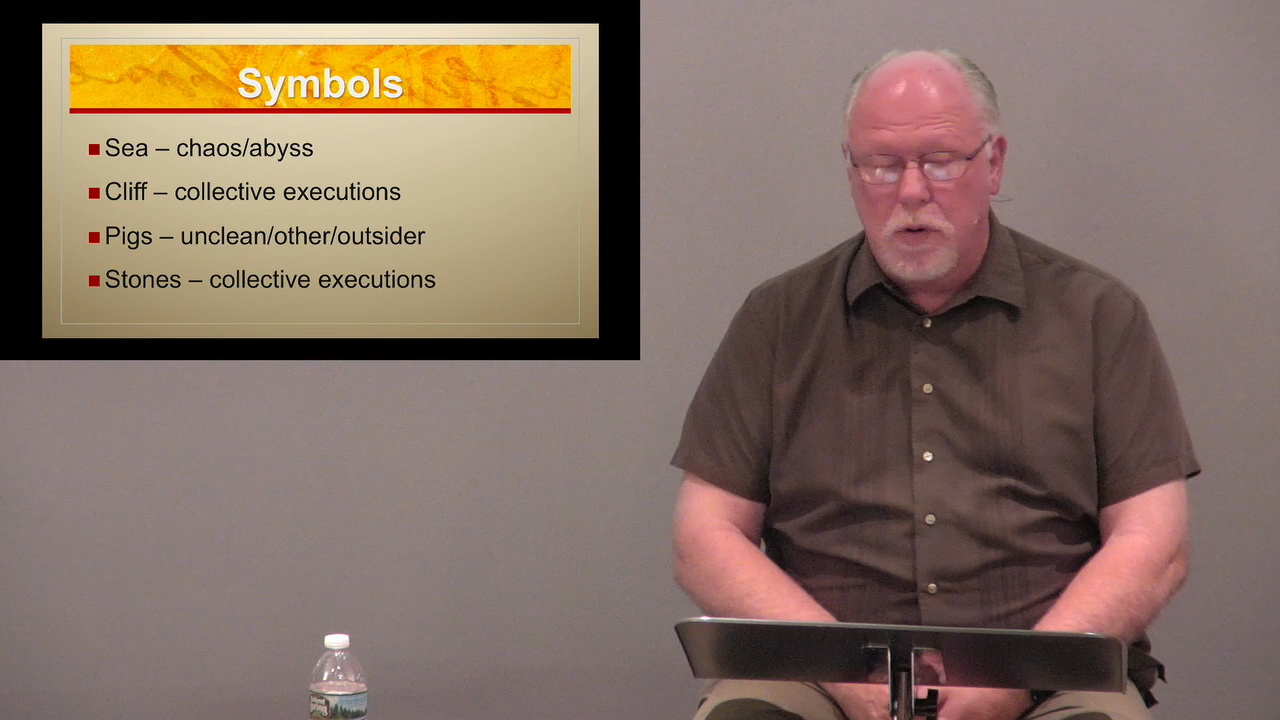 Symbols
Sea – chaos/abyss
Cliff – collective executions
Pigs – unclean/other/outsider
Stones – collective executions